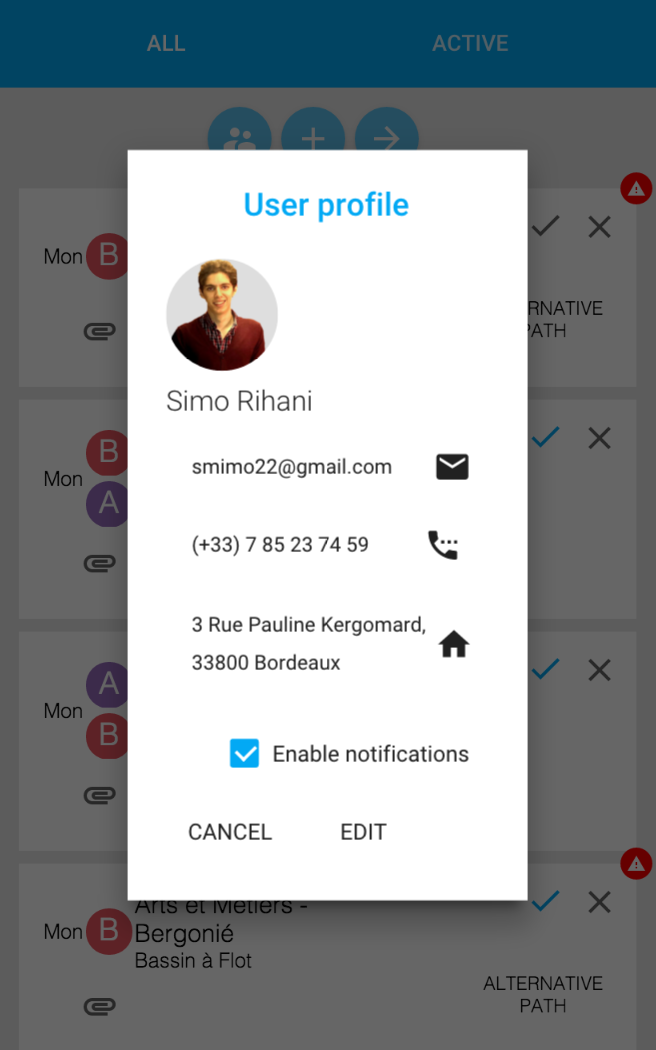 ALL
ACTIVE
User profile
Mon B
RNATIVE
PATH
Simo Rihani
Mon B
A
smimo22@gmail.com
(+33) 7 85 23 74 59
3 Rue Pauline Kergomard,
33800 Bordeaux
Mon A
B
Enable notifications
CANCEL
EDIT
Arts et Métiers -
Mon B Bergonié
Bassin à Flot
ALTERNATIVE
PATH